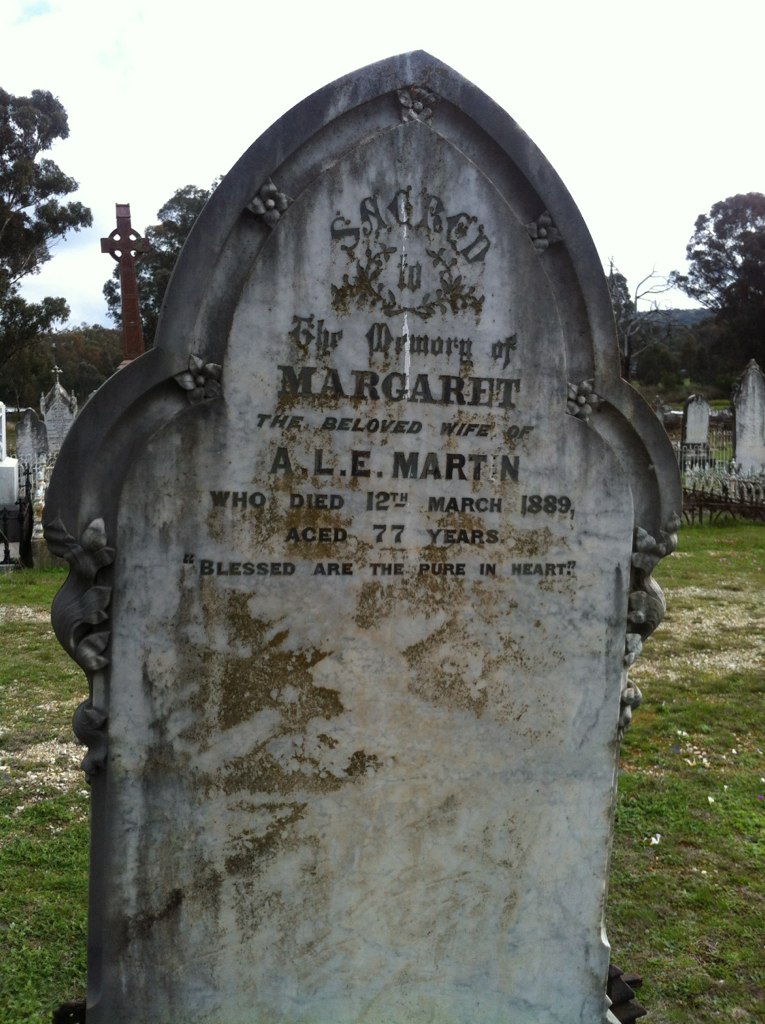 SACRED
to
The Memory of
MARGARET
THE BELOVED WIFE OF
A.L.E. MARTIN
WHO DIED 12TH MARCH 1889,
AGED 77 YEARS.
"BLESSED ARE THE PURE IN HEART."